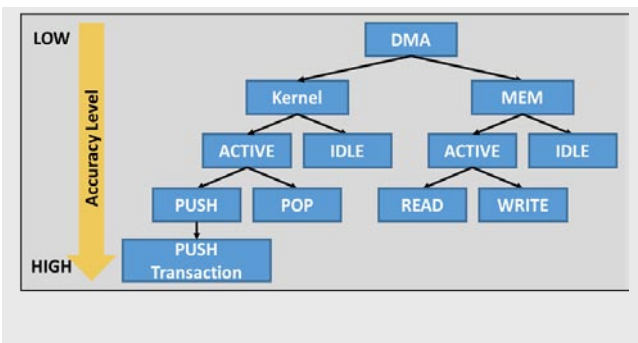 LOW
DMA
Kernel
MEM
ACTIVE
IDLE
ACTIVE
IDLE
Accuracy Level
PUSH
POP
READ
WRITE
HIGH
PUSH
Transaction